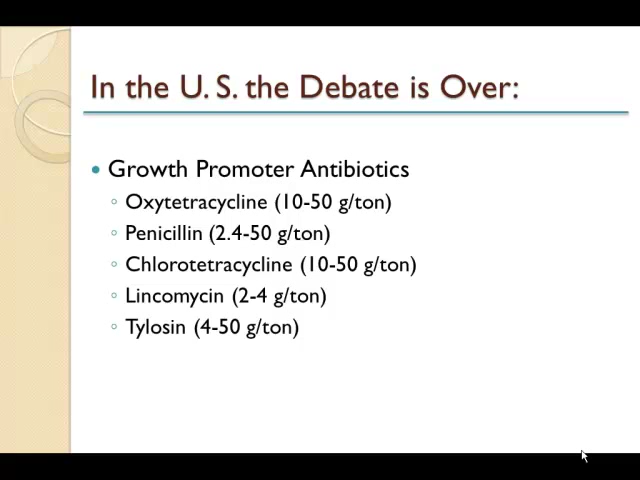 In the U. S. the Debate is Over:
• Growth Promoter Antibiotics
◦ Oxytetracycline (10-50 g/ton)
◦ Penicillin (2.4-50 g/ton)
◦ Chlorotetracycline (10-50 g/ton)
◦ Lincomycin (2-4 g/ton)
◦ Tylosin (4-50 g/ton)